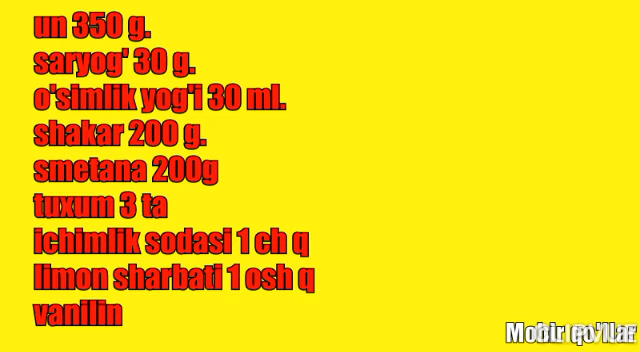 un 350 g.
saryog' 30 g.
o'simlik yog'i 30 ml.
shakar 200 g.
smetana 200g
tuxum 3 ta
ichimlik sodasi 1 ch q
limon sharbati 1 osh q
vanilin
Mohir qo'llar